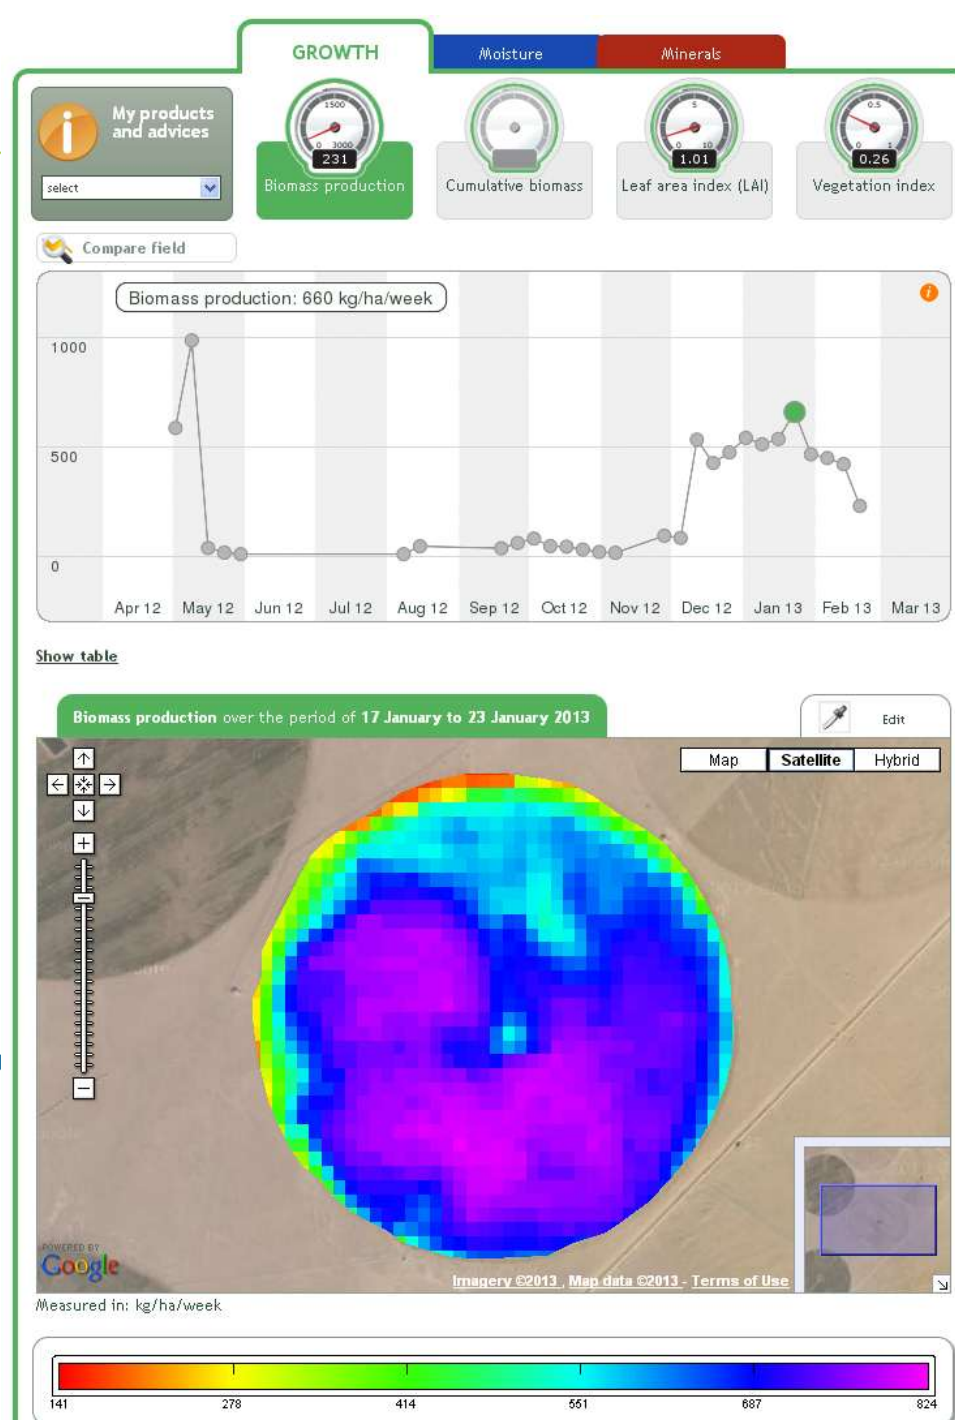 GROWTH
Moisture
Minerals
My products
and advices
select
1500
0 3000
231
Biomass production
Cumulative biomass
5
0 10
1.01
Leaf area index (LAI)
0.5
0 1
0.26
Vegetation index
Compare field
Biomass production: 660 kg/ha/week
1000
500
0
Apr 12 May 12 Jun 12 Jul 12 Aug 12 Sep 12 Oct 12 Nov 12 Dec 12 Jan 13 Feb 13 Mar 13
Show table
Biomass production over the period of 17 January to 23 January 2013
Edit
Map Satellite Hybrid
POWERED BY
Google
Imagery ©2013 , Map data ©2013 - Terms of Use
Measured in: kg/ha/week
141 278 414 551 687 824